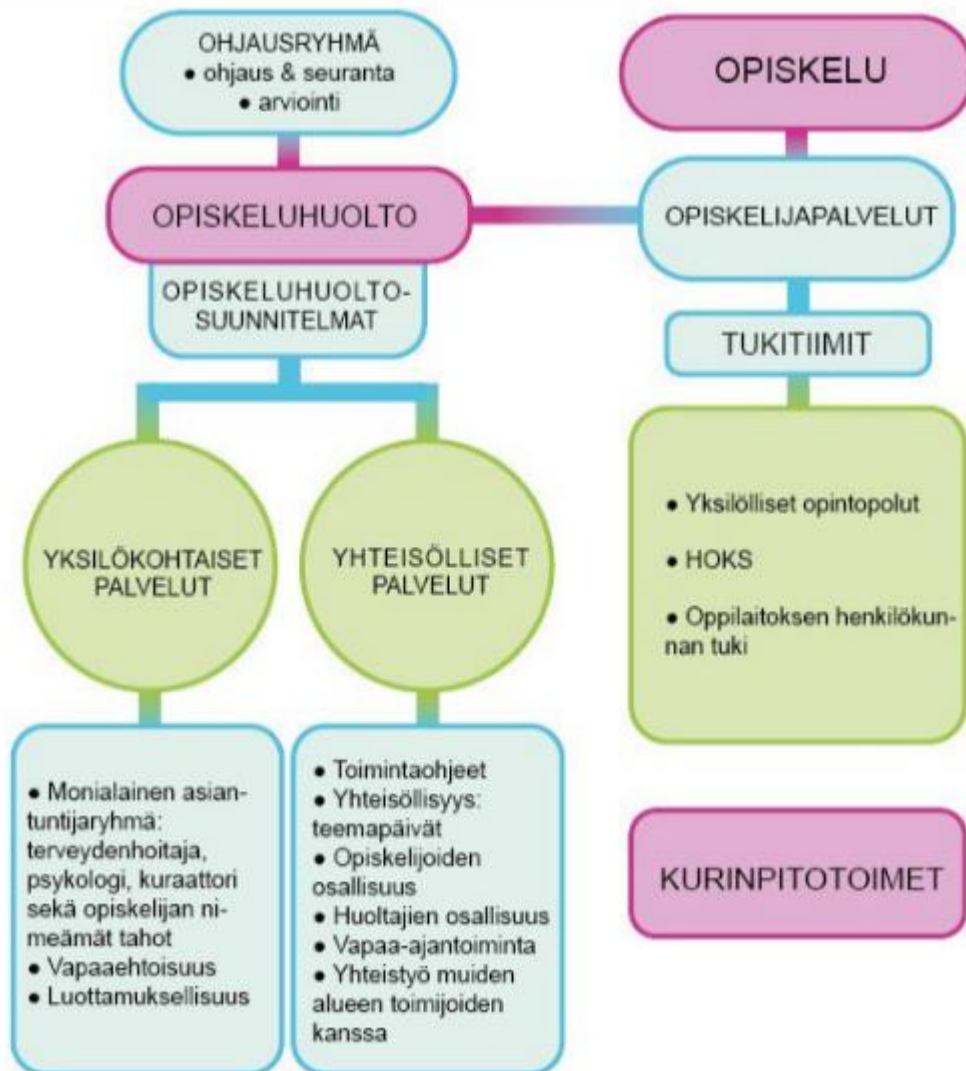 OHJAUSRYHMÄ
● ohjaus & seuranta
● arviointi
OPISKELUHUOLTO
OPISKELUHUOLTO-
SUUNNITELMAT
YKSILÖKOHTAISET
PALVELUT
● Monialainen asian-
tuntijaryhmä:
terveydenhoitaja,
psykologi, kuraattori
sekä opiskelijan ni-
meämät tahot
● Vapaaehtoisuus
● Luottamuksellisuus
YHTEISÖLLISET
PALVELUT
● Toimintaohjeet
● Yhteisöllisyys:
teemapäivät
● Opiskelijoiden
osallisuus
● Huoltajien osallisuus
● Vapaa-ajantoiminta
● Yhteistyö muiden
alueen toimijoiden
kanssa
OPISKELU
OPISKELIJAPALVELUT
TUKITIIMIT
● Yksilölliset opintopolut
● HOKS
● Oppilaitoksen henkilökun-
nan tuki
KURINPITOTOIMET